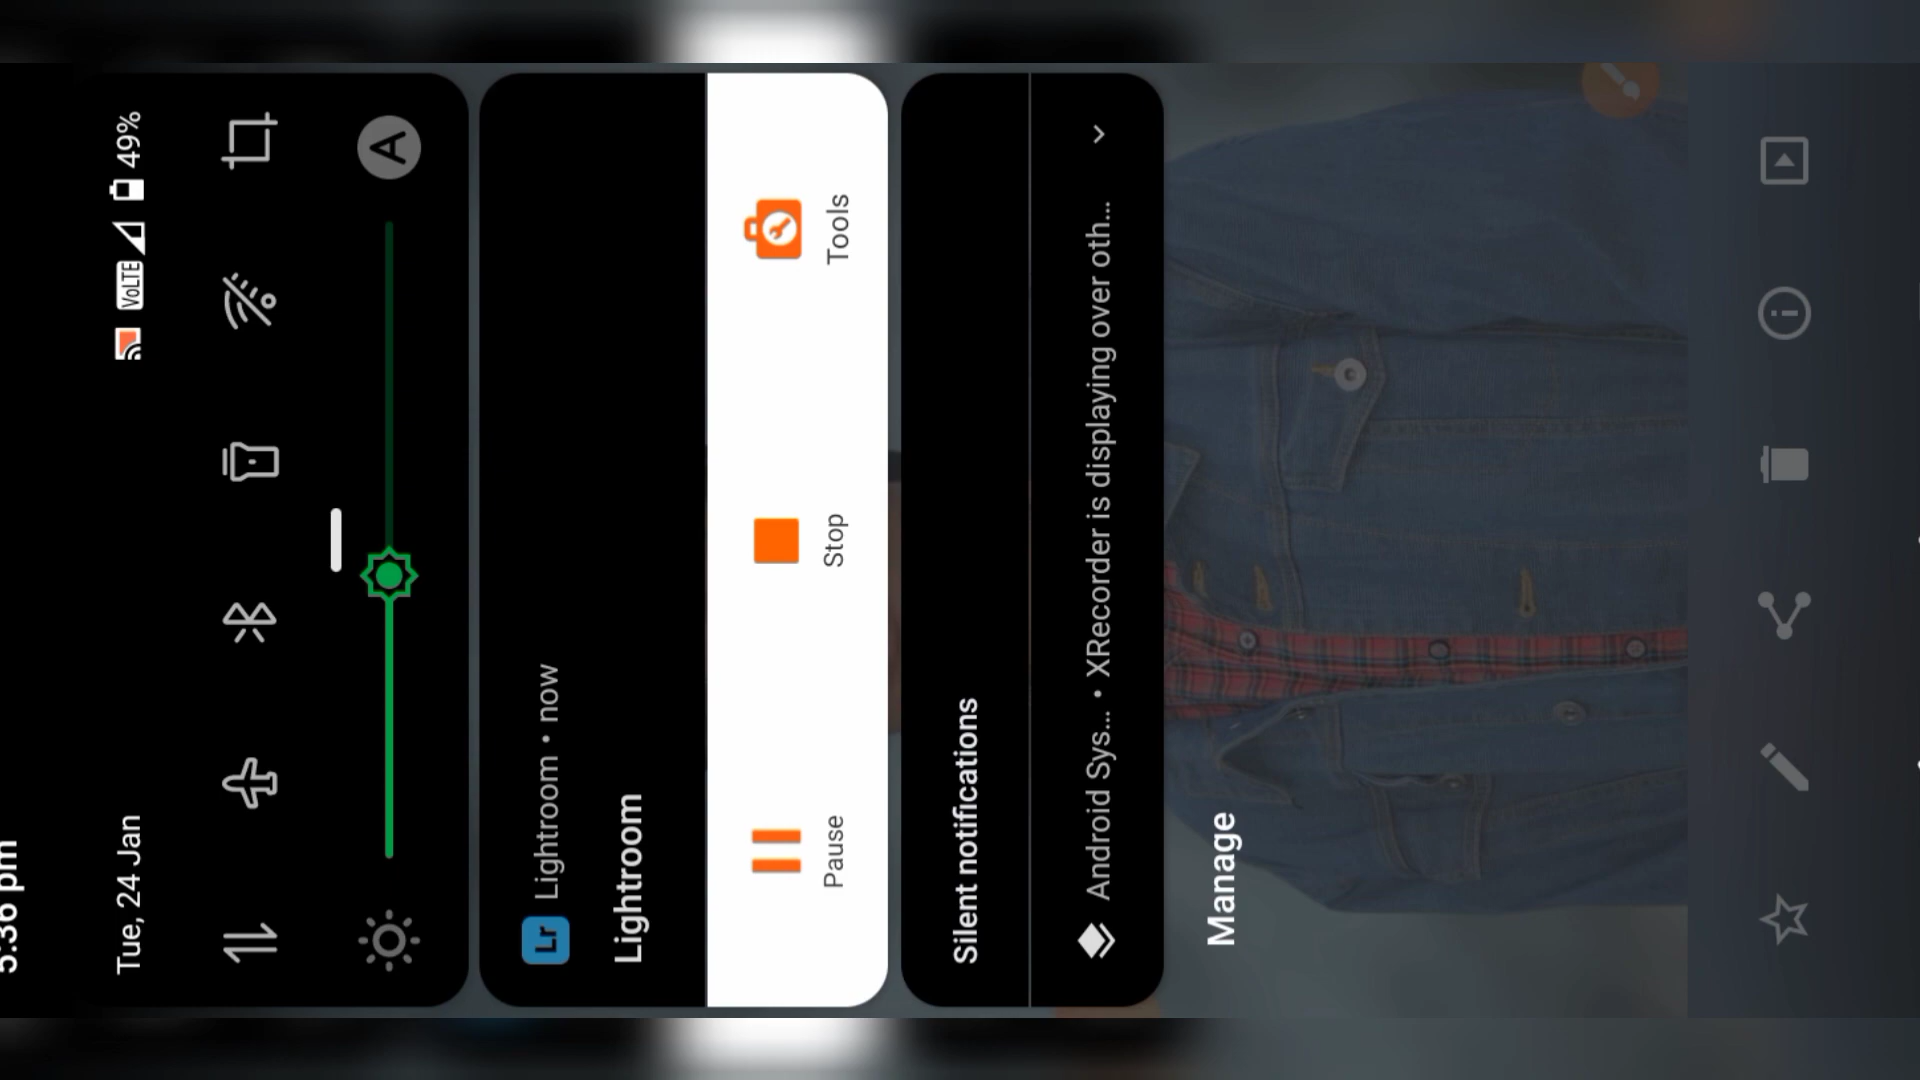 5:36 pm
Tue, 24 Jan
VoLTE 49%
A
Lr Lightroom • now
Lightroom
Pause Stop Tools
Silent notifications
Android Sys... • XRecorder is displaying over oth...
Manage